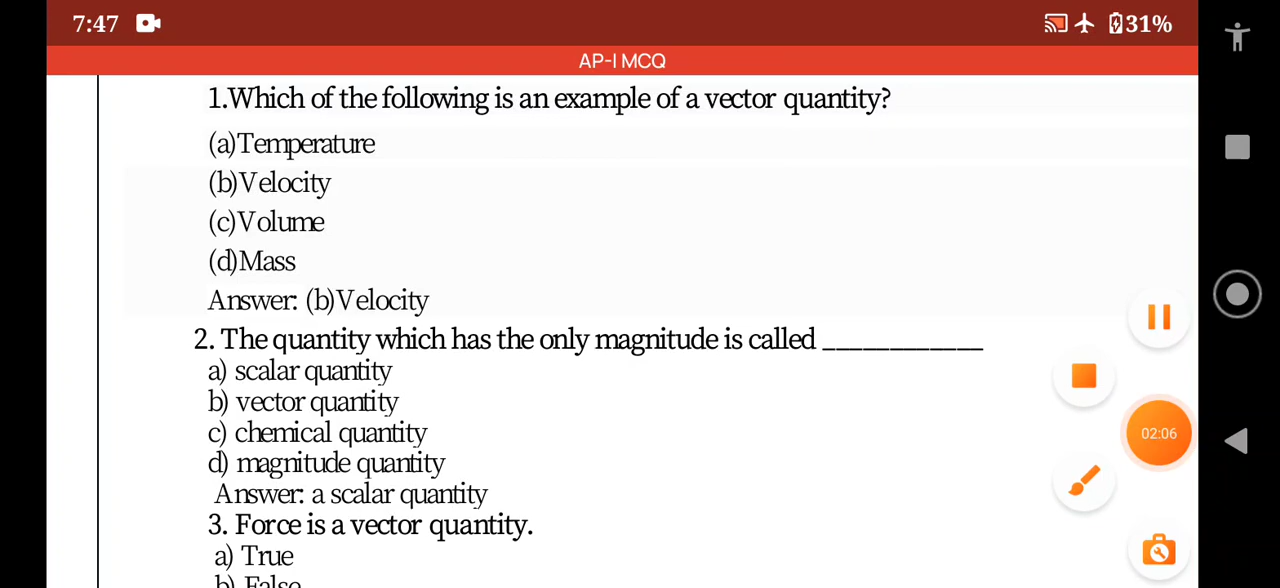 7:47
31%
AP-I MCQ
1.Which of the following is an example of a vector quantity?
(a)Temperature
(b)Velocity
(c)Volume
(d)Mass
Answer: (b)Velocity
2. The quantity which has the only magnitude is called ____________
a) scalar quantity
b) vector quantity
c) chemical quantity
d) magnitude quantity
Answer: a scalar quantity
3. Force is a vector quantity.
a) True
b) False
02:06